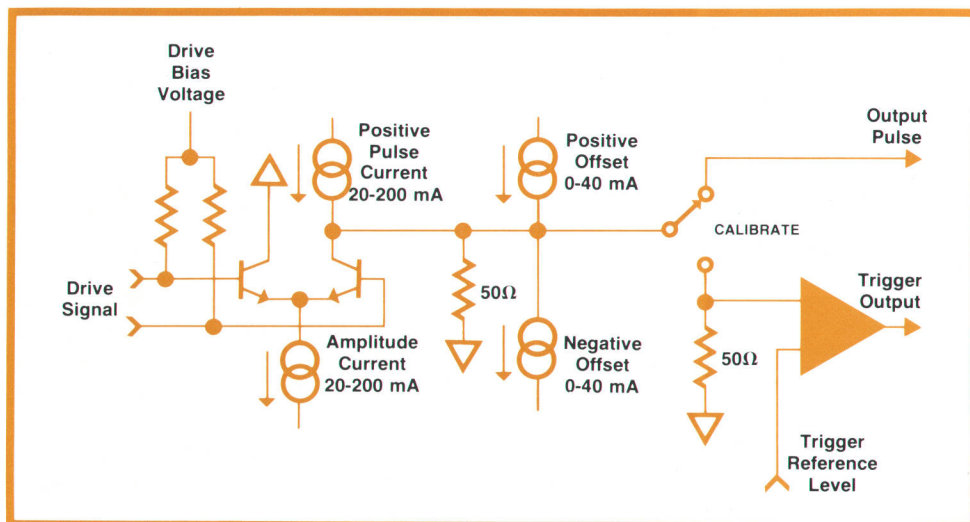 Drive
Bias
Voltage
Positive
Pulse
Current
20-200 mA
Positive
Offset
0-40 mA
Output
Pulse
CALIBRATE
Drive
Signal
50Ω
Trigger
Output
Amplitude
Current
20-200 mA
Negative
Offset
0-40 mA
50Ω
Trigger
Reference
Level